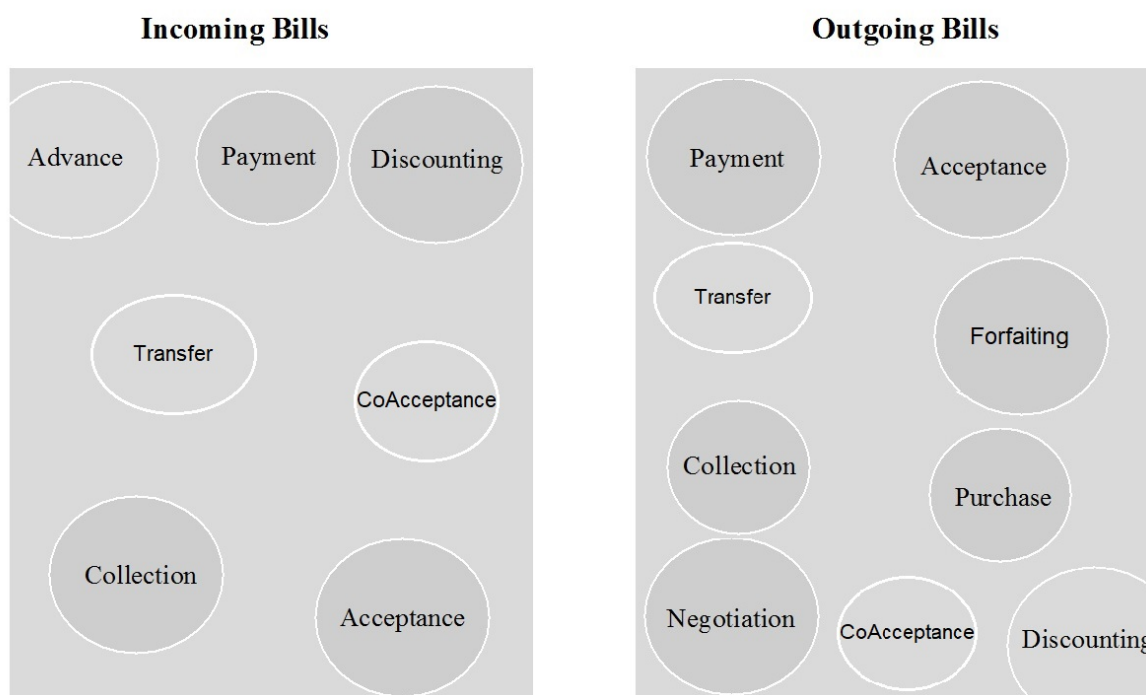 Incoming Bills
Advance
Payment
Discounting
Transfer
CoAcceptance
Collection
Acceptance
Outgoing Bills
Payment
Acceptance
Transfer
Forfaiting
Collection
Purchase
Negotiation
CoAcceptance
Discounting